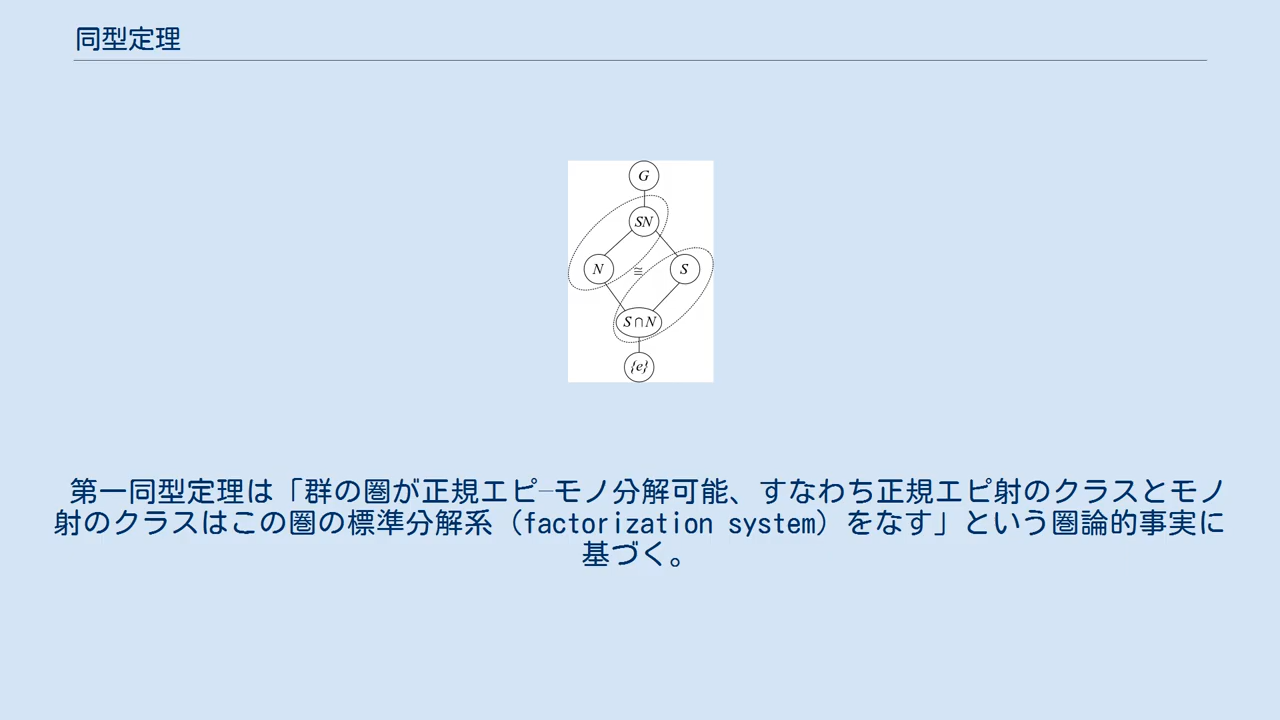 同型定理
G
SN
N
≅
S
S∩N
{e}
第一同型定理は「群の圏が正規エピ–モノ分解可能、すなわち正規エピ射のクラスとモノ
射のクラスはこの圏の標準分解系（factorization system）をなす」という圏論的事実に
基づく。